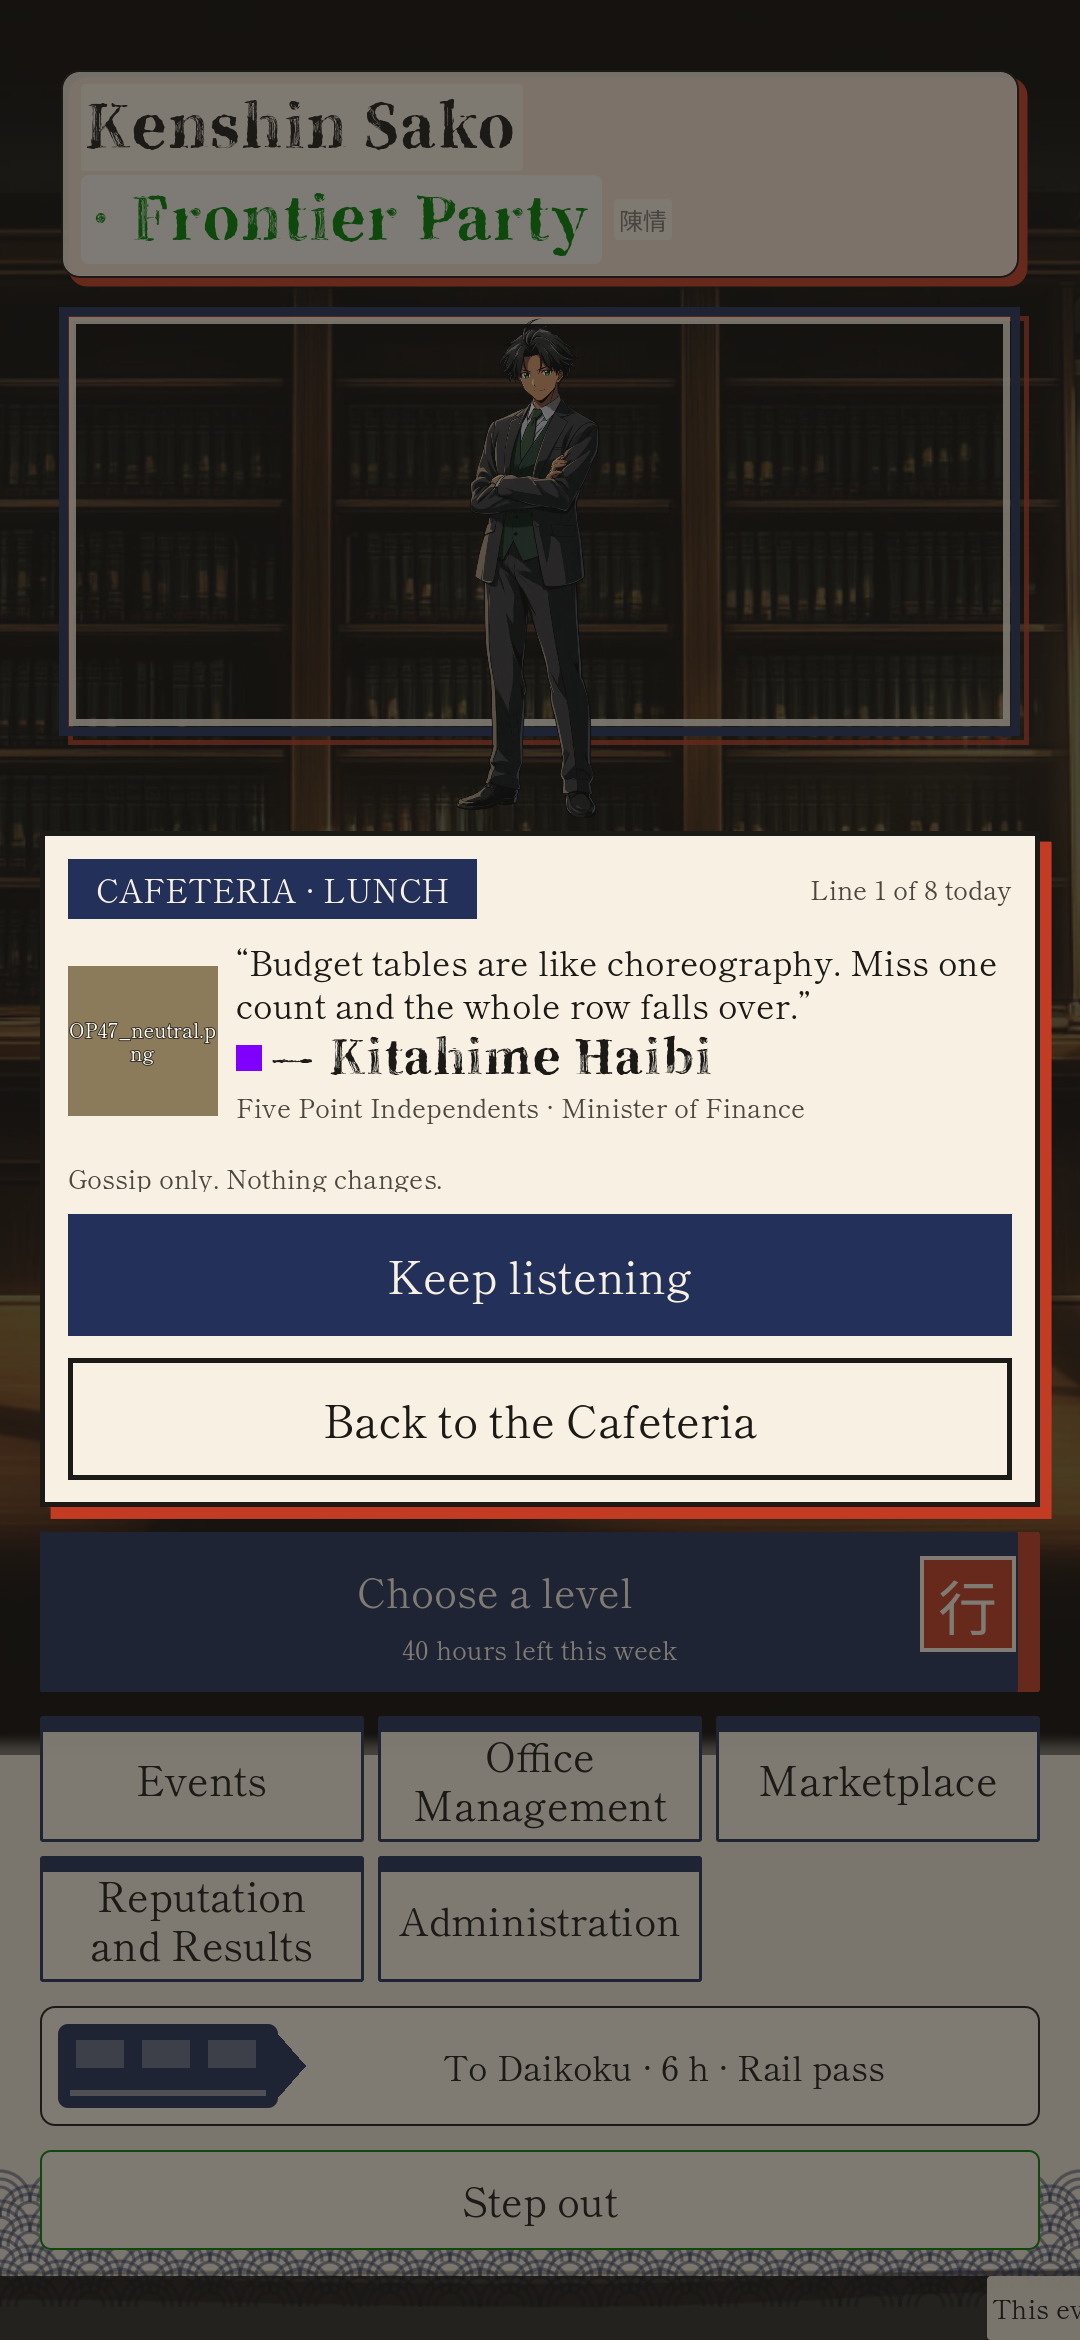 Kenshin Sako
· Frontier Party 陳情
CAFETERIA · LUNCH
Line 1 of 8 today
OP47_neutral.p
ng
“Budget tables are like choreography. Miss one
count and the whole row falls over.”
— Kitahime Haibi
Five Point Independents · Minister of Finance
Gossip only. Nothing changes.
Keep listening
Back to the Cafeteria
Choose a level
行
40 hours left this week
Events
Office
Management
Marketplace
Reputation
and Results
Administration
To Daikoku · 6 h · Rail pass
Step out
This